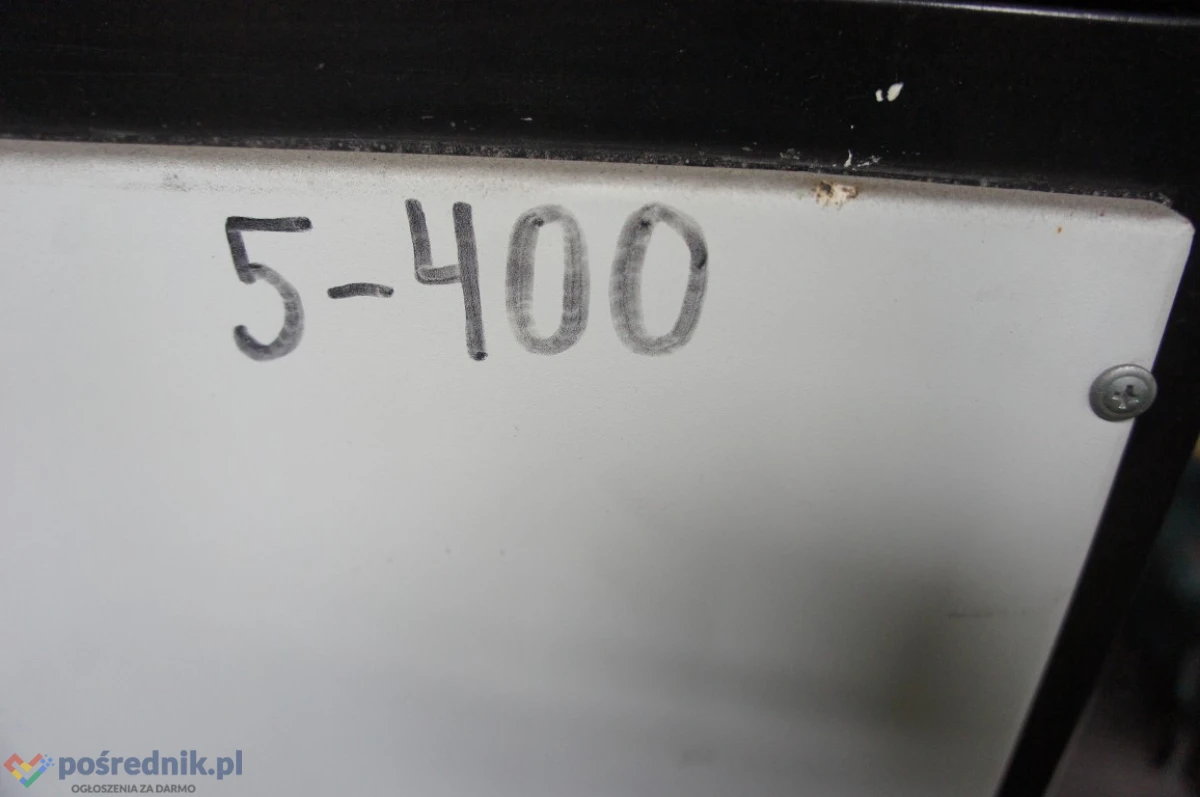 5-400
pośrednik.pl
OGŁOSZENIA ZA DARMO